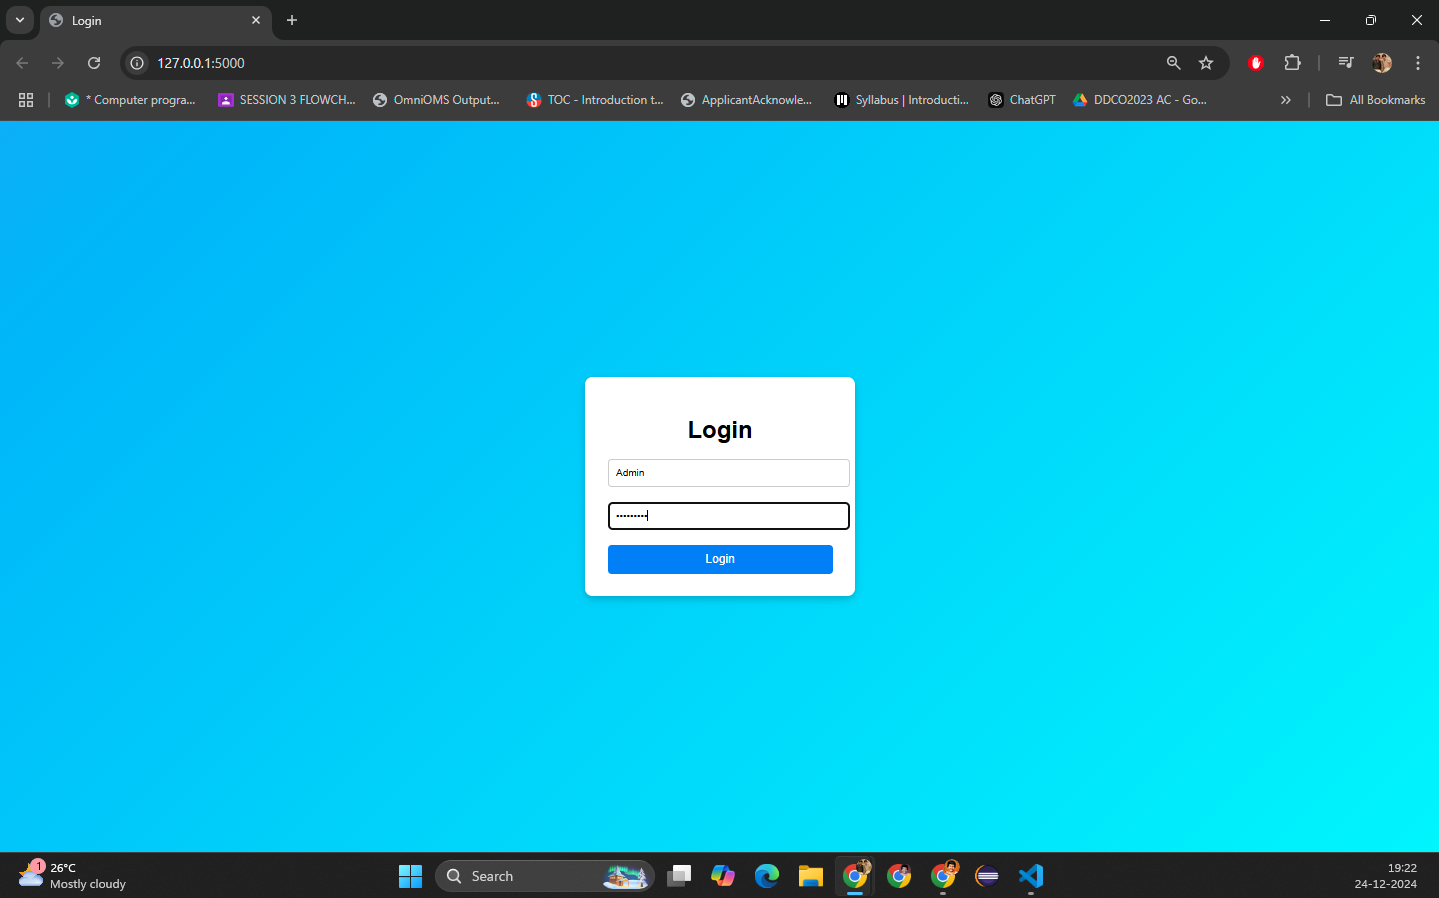 Login
127.0.0.1:5000
* Computer progra...
SESSION 3 FLOWCH...
OmniOMS Output...
TOC - Introduction t...
ApplicantAcknowle...
Syllabus | Introducti...
ChatGPT
DDCO2023 AC - Go...
All Bookmarks
Login
Admin
Login
1
26°C
Mostly cloudy
Search
19:22
24-12-2024